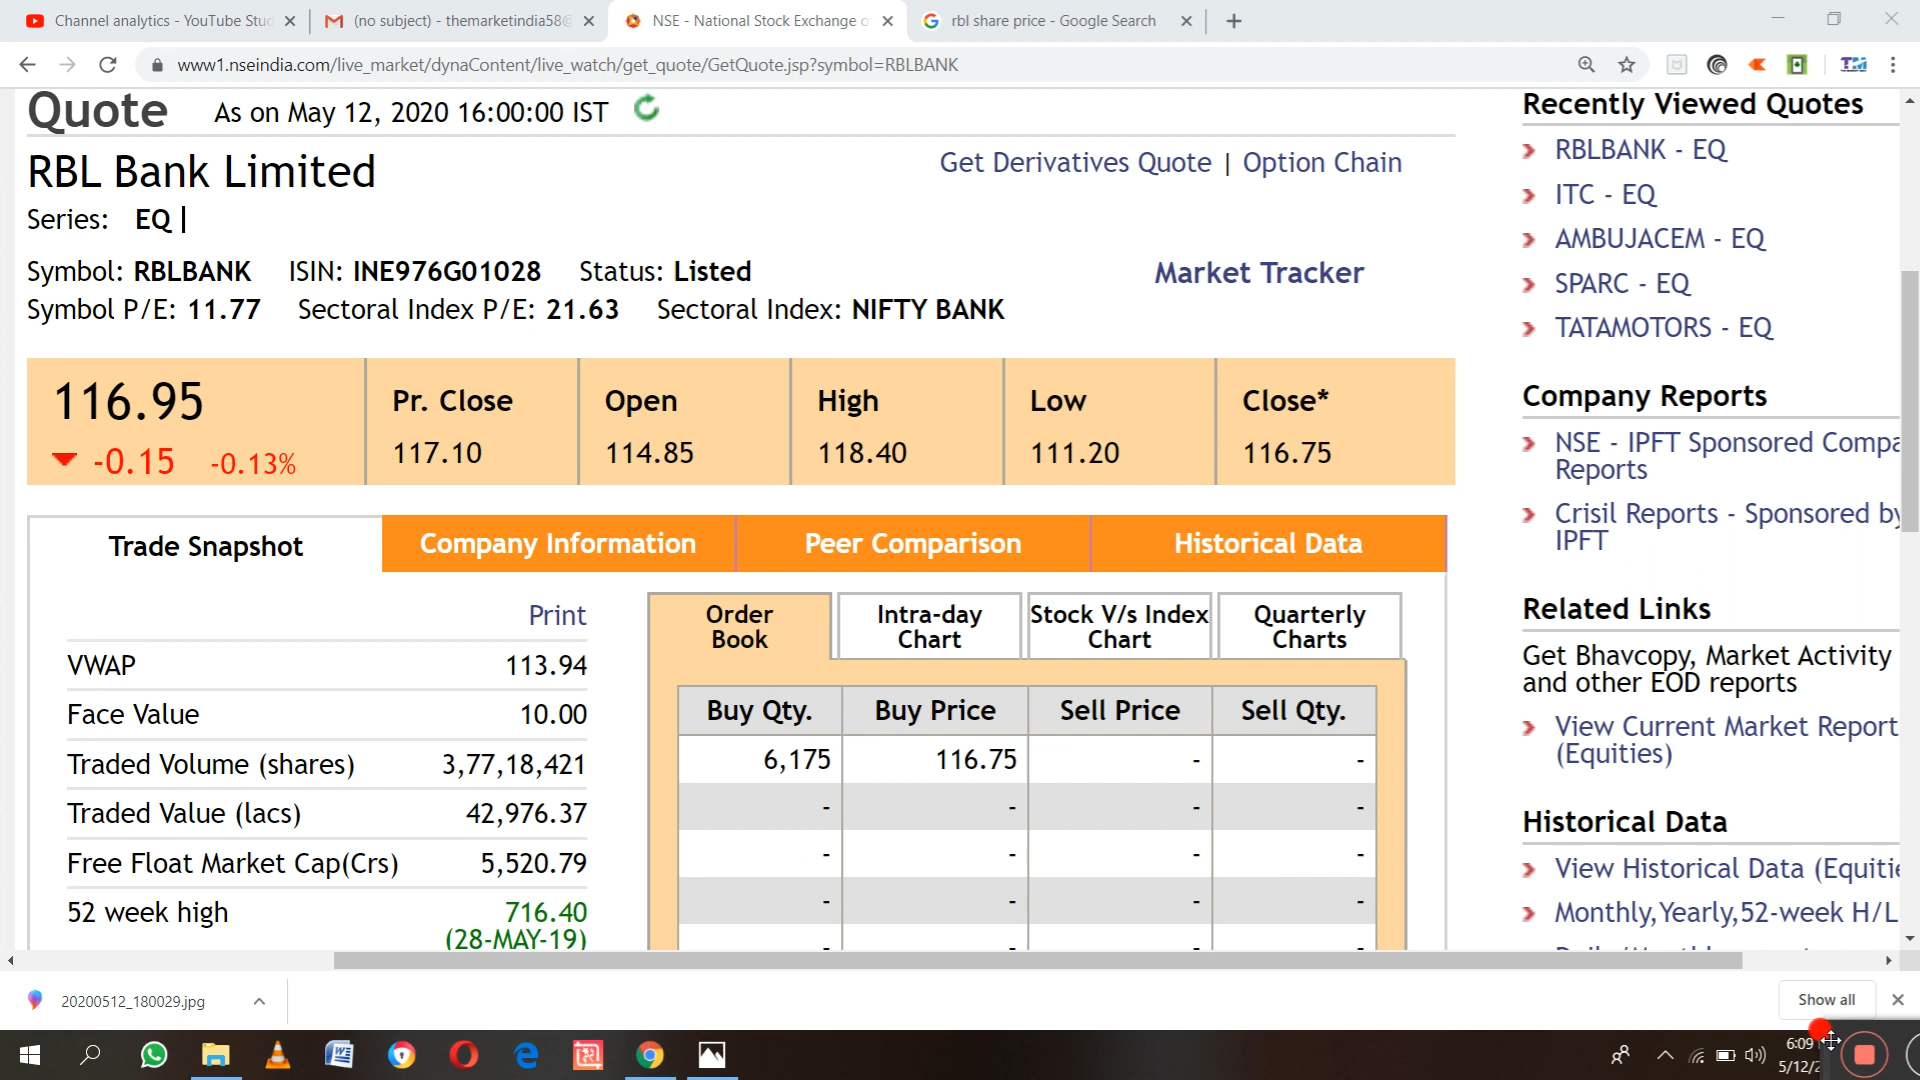 Channel analytics - YouTube Stu
(no subject) - themarketindia58@
NSE - National Stock Exchange o
rbl share price - Google Search
www1.nseindia.com/live_market/dynaContent/live_watch/get_quote/GetQuote.jsp?symbol=RBLBANK
Quote As on May 12, 2020 16:00:00 IST
RBL Bank Limited
Get Derivatives Quote | Option Chain
Series: EQ |
Symbol: RBLBANK ISIN: INE976G01028 Status: Listed
Market Tracker
Symbol P/E: 11.77 Sectoral Index P/E: 21.63 Sectoral Index: NIFTY BANK
116.95
-0.15 -0.13%
Pr. Close
117.10
Open
114.85
High
118.40
Low
111.20
Close*
116.75
Trade Snapshot
Company Information
Peer Comparison
Historical Data
Print
VWAP 113.94
Face Value 10.00
Traded Volume (shares) 3,77,18,421
Traded Value (lacs) 42,976.37
Free Float Market Cap(Crs) 5,520.79
52 week high 716.40
(28-MAY-19)
Order
Book
Intra-day
Chart
Stock V/s Index
Chart
Quarterly
Charts
Buy Qty. Buy Price Sell Price Sell Qty.
6,175 116.75 - -
- - - -
- - - -
- - - -
- - - -
Recently Viewed Quotes
RBLBANK - EQ
ITC - EQ
AMBUJACEM - EQ
SPARC - EQ
TATAMOTORS - EQ
Company Reports
NSE - IPFT Sponsored Compa
Reports
Crisil Reports - Sponsored by
IPFT
Related Links
Get Bhavcopy, Market Activity
and other EOD reports
View Current Market Report
(Equities)
Historical Data
View Historical Data (Equitie
Monthly,Yearly,52-week H/L
20200512_180029.jpg
Show all
6:09
5/12/2